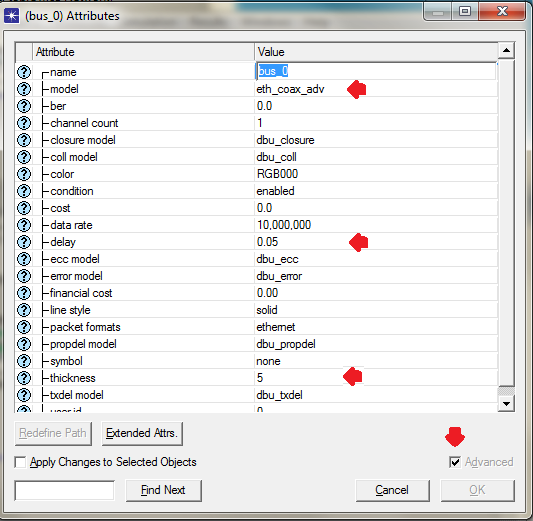 (bus_0) Attributes
Attribute Value
name bus_0
model eth_coax_adv
ber 0.0
channel count 1
closure model dbu_closure
coll model dbu_coll
color RGB000
condition enabled
cost 0.0
data rate 10,000,000
delay 0.05
ecc model dbu_ecc
error model dbu_error
financial cost 0.00
line style solid
packet formats ethernet
propdel model dbu_propdel
symbol none
thickness 5
txdel model dbu_txdel
user id 0
Redefine Path Extended Attrs.
Apply Changes to Selected Objects Advanced
Find Next Cancel OK